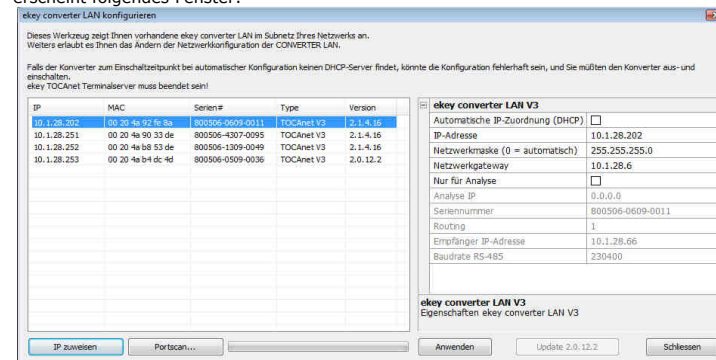 erscheint folgendes Fenster:
ekey converter LAN konfigurieren
Dieses Werkzeug zeigt Ihnen vorhandene ekey converter LAN im Subnetz Ihres Netzwerks an.
Weiters erlaubt es Ihnen das Ändern der Netzwerkkonfiguration der CONVERTER LAN.
Falls der Konverter zum Einschaltzeitpunkt bei automatischer Konfiguration keinen DHCP-Server findet, könnte die Konfiguration fehlerhaft sein, und Sie müßten den Konverter aus- und
einschalten.
ekey TOCAnet Terminalserver muss beendet sein!
IP MAC Serien# Type Version
10.1.28.202 00 20 4a 92 fe 8a 800506-0609-0011 TOCAnet V3 2.1.4.16
10.1.28.251 00 20 4a 90 33 de 800506-4307-0095 TOCAnet V3 2.1.4.16
10.1.28.252 00 20 4a b8 53 de 800506-1309-0049 TOCAnet V3 2.1.4.16
10.1.28.253 00 20 4a b4 dc 4d 800506-0509-0036 TOCAnet V3 2.0.12.2
ekey converter LAN V3
Automatische IP-Zuordnung (DHCP)
IP-Adresse 10.1.28.202
Netzwerkmaske (0 = automatisch) 255.255.255.0
Netzwerkgateway 10.1.28.6
Nur für Analyse
Analyse IP 0.0.0.0
Seriennummer 800506-0609-0011
Routing 1
Empfänger IP-Adresse 10.1.28.66
Baudrate RS-485 230400
ekey converter LAN V3
Eigenschaften ekey converter LAN V3
IP zuweisen Portscan... Anwenden Update 2.0.12.2 Schliessen